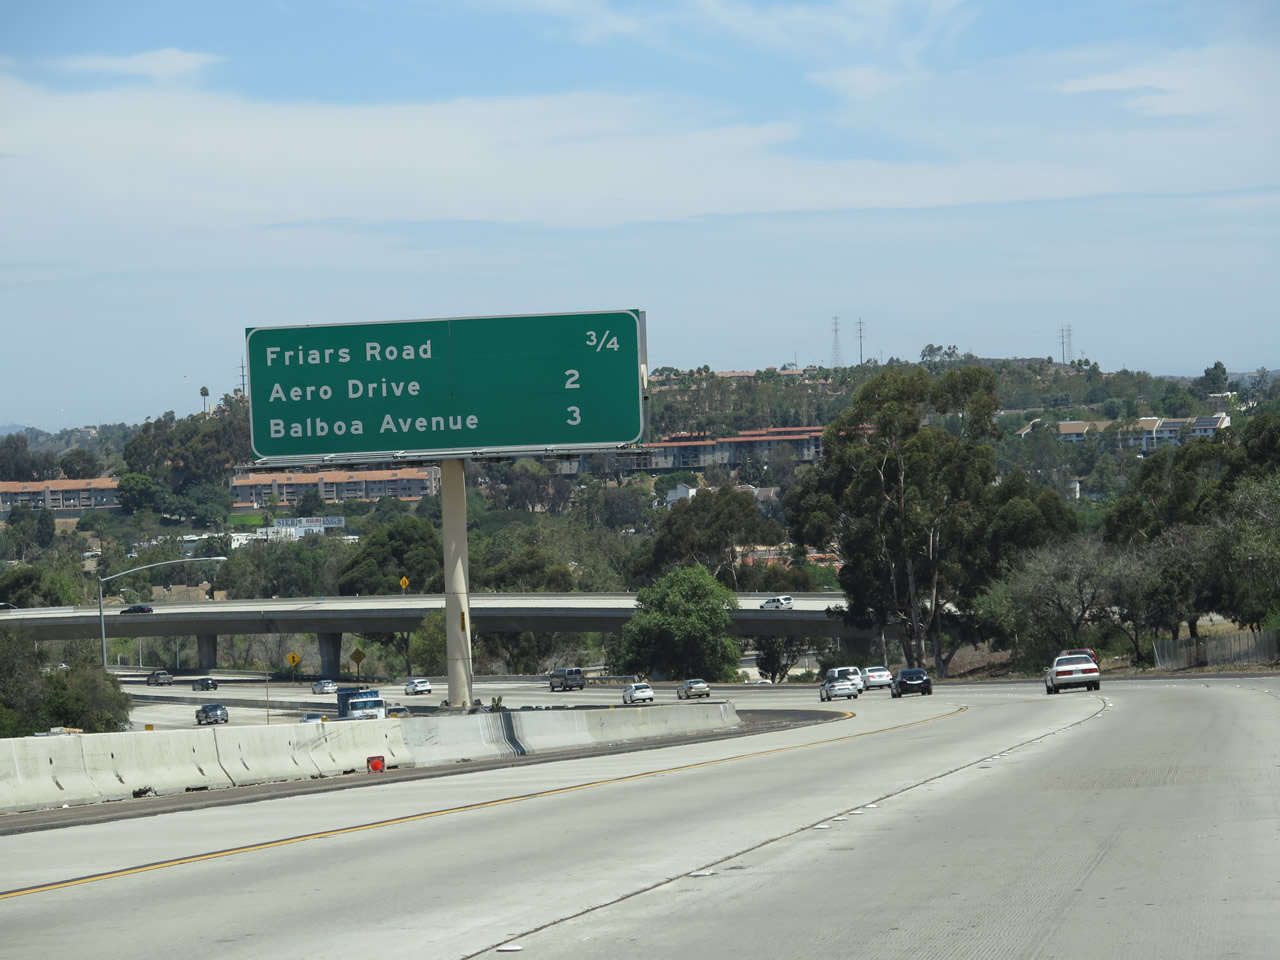 Friars Road 3/4
Aero Drive 2
Balboa Avenue 3